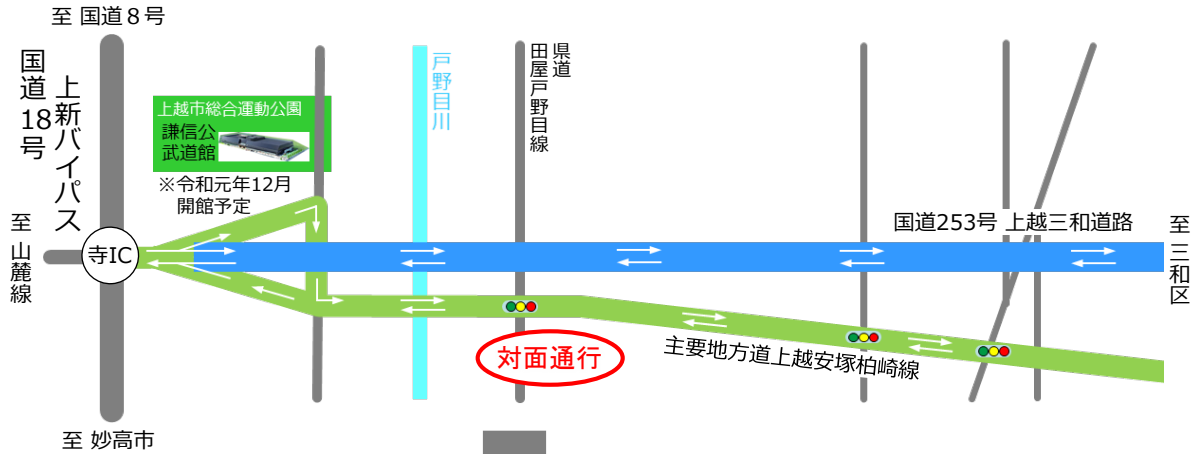 至 国道８号
国道18号
上新バイパス
上越市総合運動公園
謙信公
武道館
※令和元年12月
開館予定
戸野目川
県道
田屋戸野目線
至 山麓線
寺IC
国道253号 上越三和道路
至 三和区
対面通行
主要地方道上越安塚柏崎線
至 妙高市